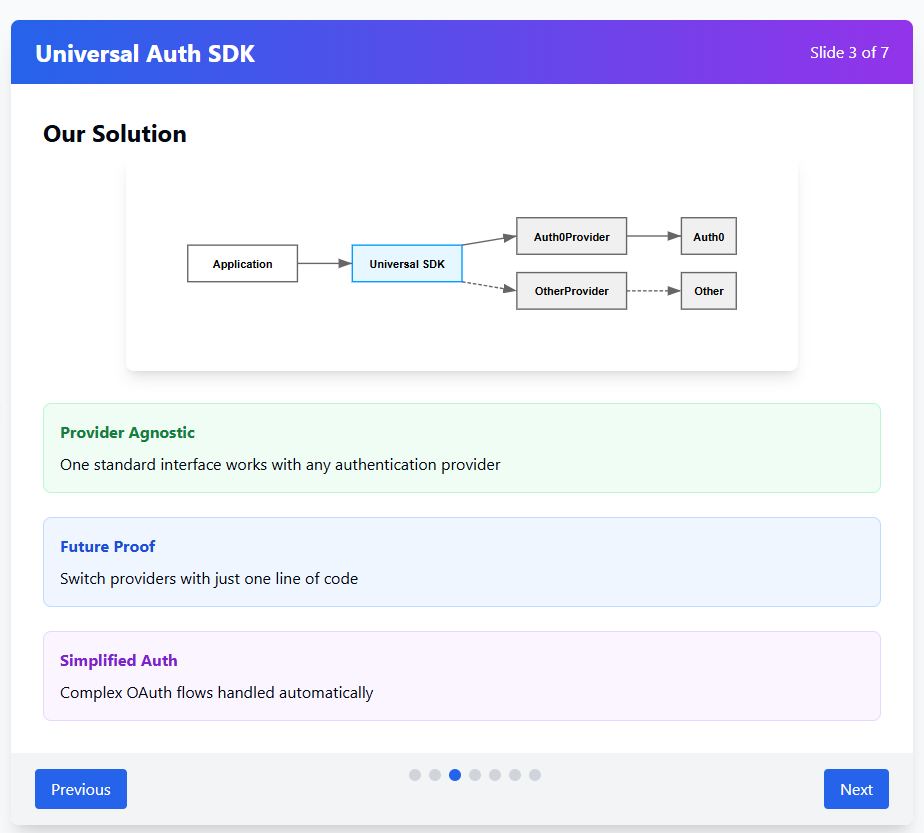 Universal Auth SDK
Slide 3 of 7
Our Solution
Application
Universal SDK
Auth0Provider
Auth0
OtherProvider
Other
Provider Agnostic
One standard interface works with any authentication provider
Future Proof
Switch providers with just one line of code
Simplified Auth
Complex OAuth flows handled automatically
Previous
Next